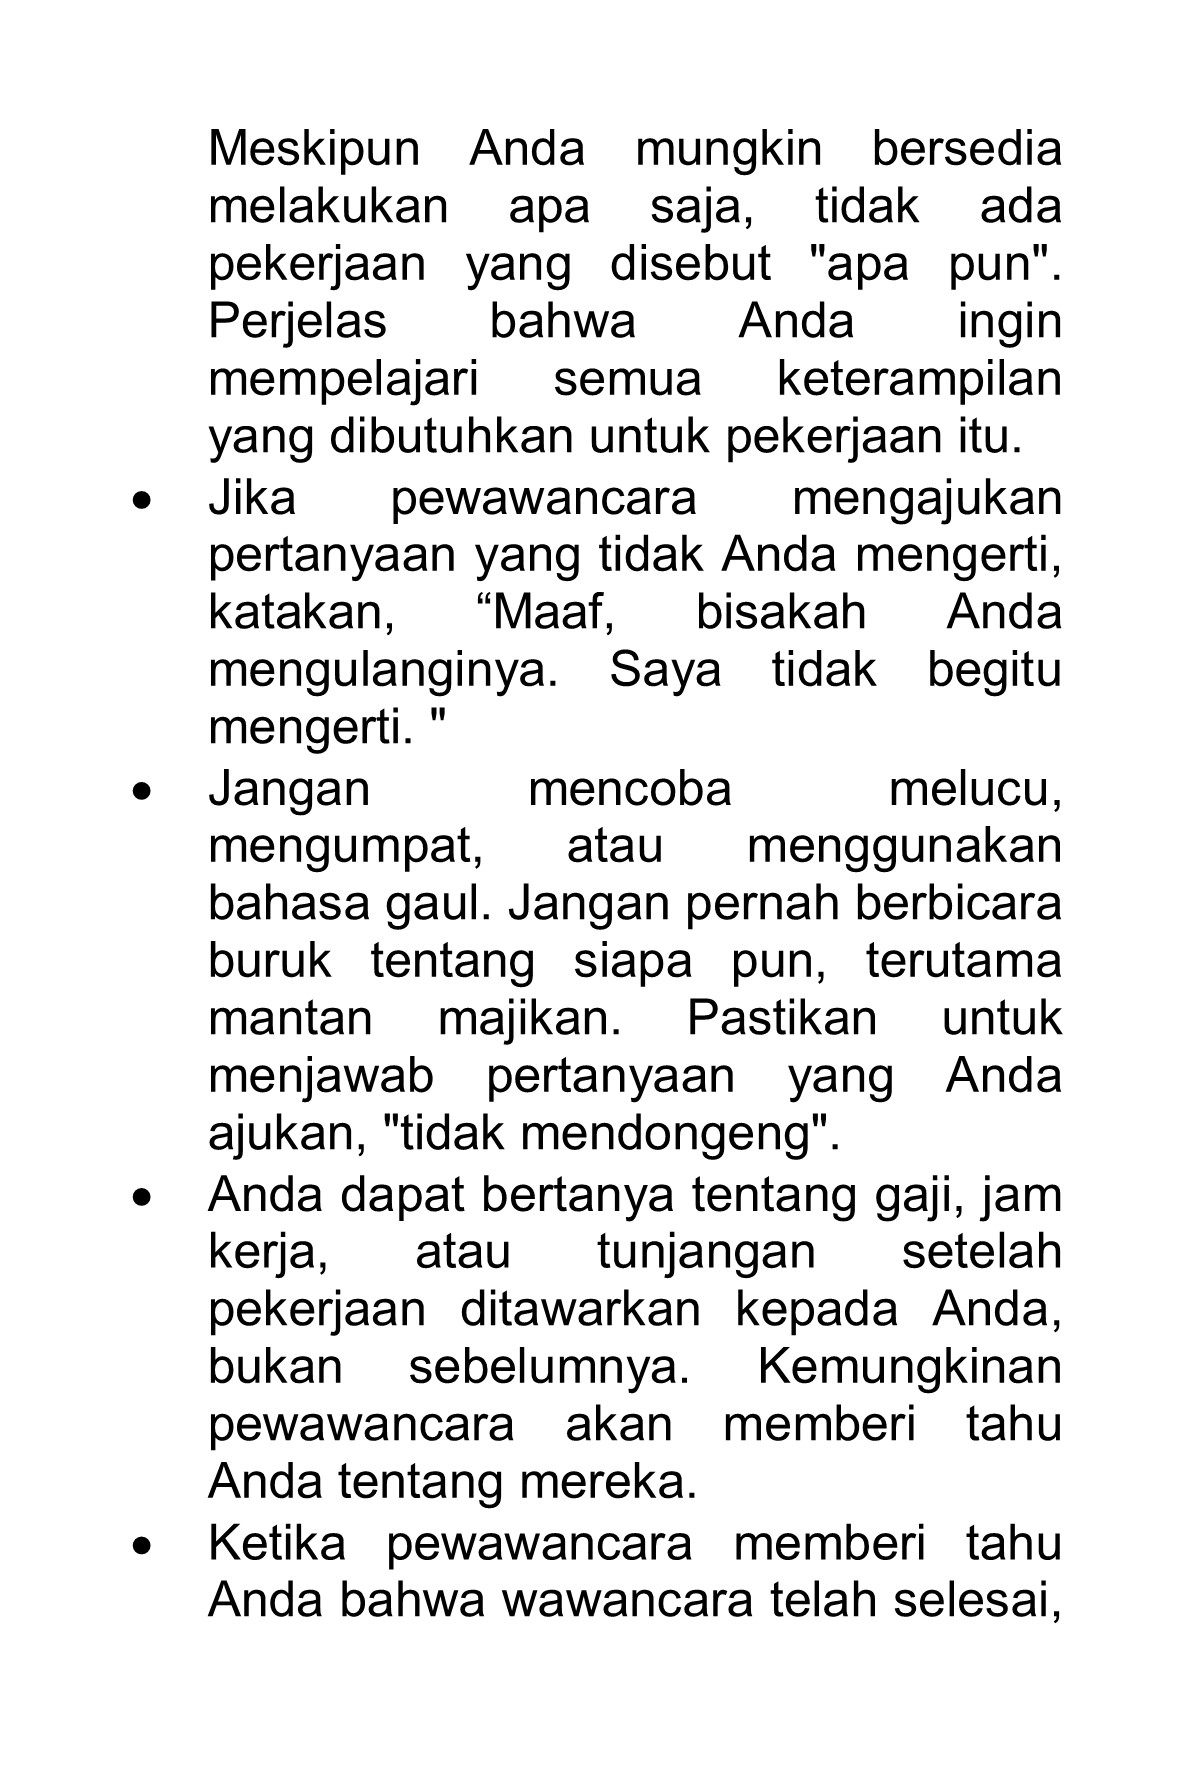 Meskipun Anda mungkin bersedia
melakukan apa saja, tidak ada
pekerjaan yang disebut "apa pun".
Perjelas bahwa Anda ingin
mempelajari semua keterampilan
yang dibutuhkan untuk pekerjaan itu.
• Jika pewawancara mengajukan
pertanyaan yang tidak Anda mengerti,
katakan, “Maaf, bisakah Anda
mengulanginya. Saya tidak begitu
mengerti. "
• Jangan mencoba melucu,
mengumpat, atau menggunakan
bahasa gaul. Jangan pernah berbicara
buruk tentang siapa pun, terutama
mantan majikan. Pastikan untuk
menjawab pertanyaan yang Anda
ajukan, "tidak mendongeng".
• Anda dapat bertanya tentang gaji, jam
kerja, atau tunjangan setelah
pekerjaan ditawarkan kepada Anda,
bukan sebelumnya. Kemungkinan
pewawancara akan memberi tahu
Anda tentang mereka.
• Ketika pewawancara memberi tahu
Anda bahwa wawancara telah selesai,